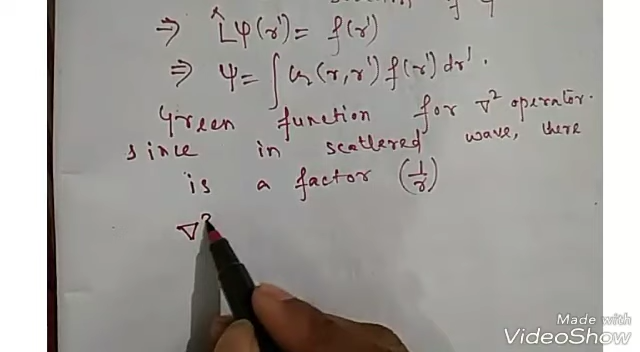 ⇒ L̂ψ(r') = f(r')
⇒ ψ = ∫ G(r, r') f(r') dr'.
Green function for ∇² operator.
since in scattered wave, there
is a factor (1/r)
∇²
Made with
VideoShow